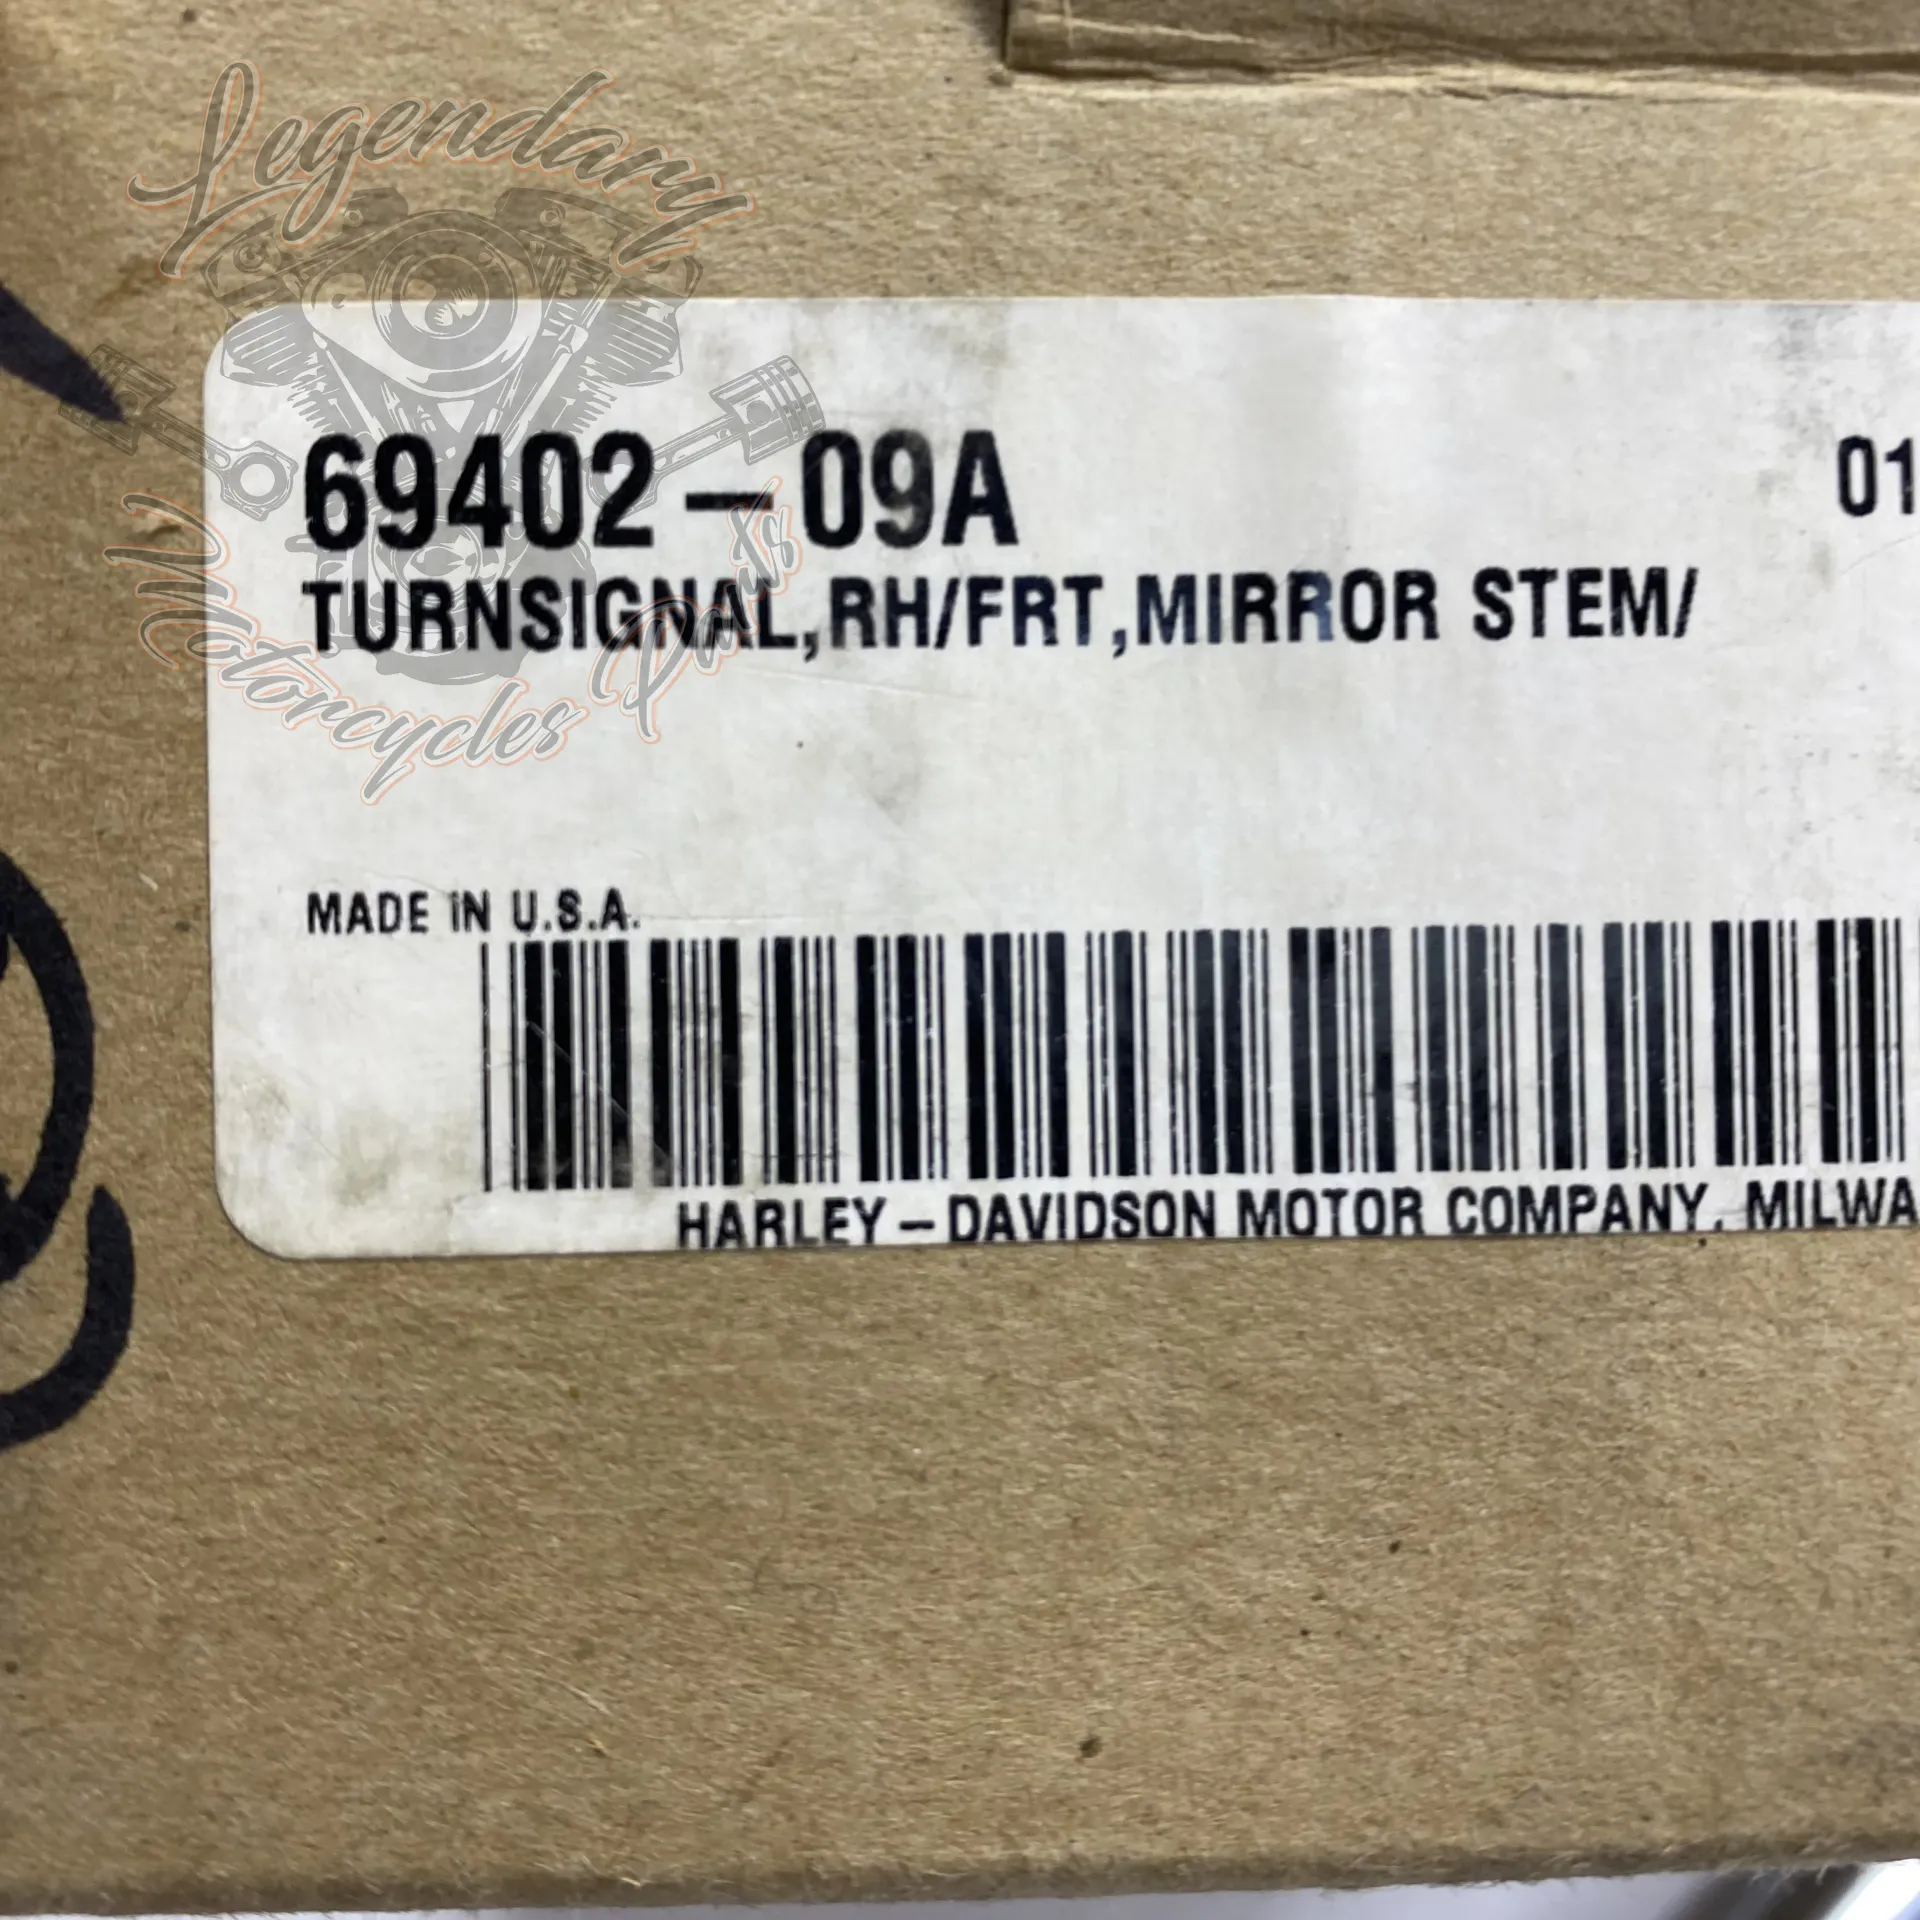 Legendary
69402-09A 01
TURNSIGNAL,RH/FRT,MIRROR STEM/
Motorcycles Parts
MADE IN U.S.A.
HARLEY-DAVIDSON MOTOR COMPANY. MILWA